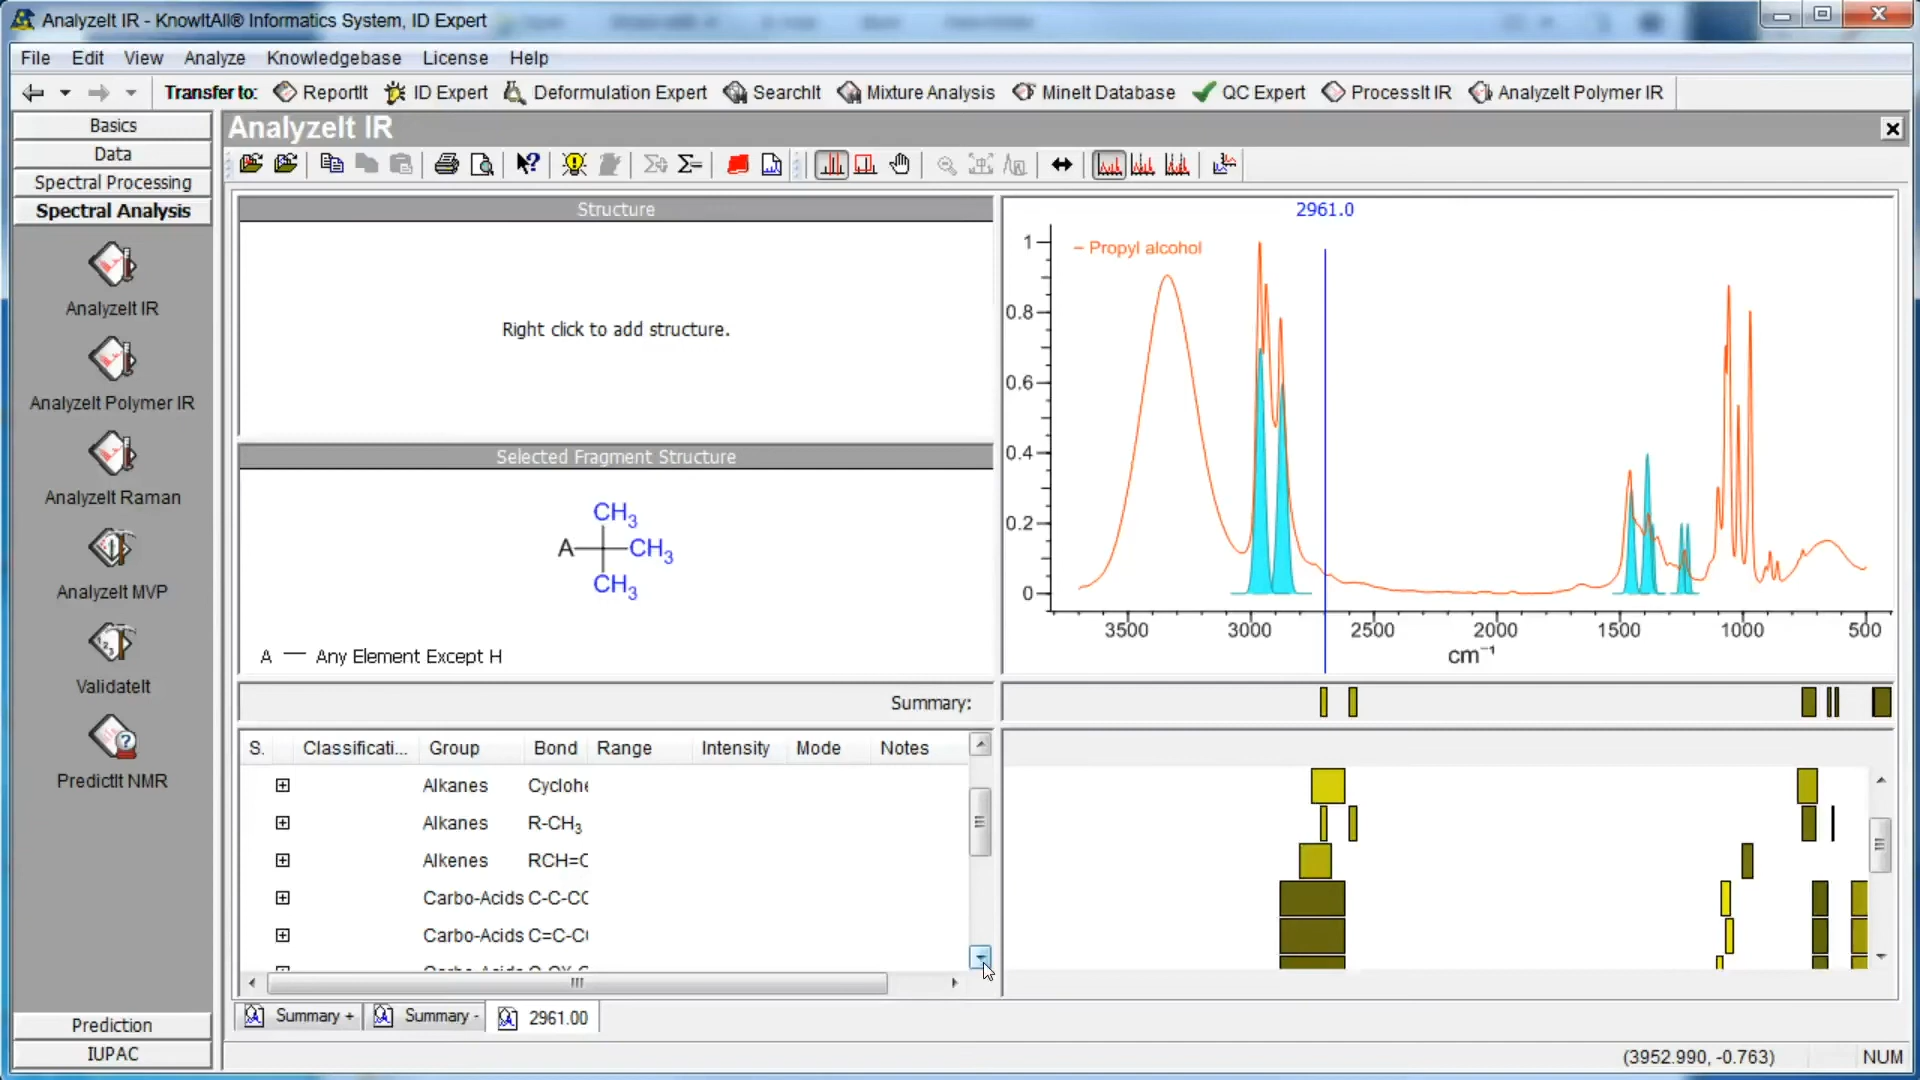 AnalyzeIt IR - KnowItAll® Informatics System, ID Expert
File Edit View Analyze Knowledgebase License Help
Transfer to: ReportIt ID Expert Deformulation Expert SearchIt Mixture Analysis MineIt Database QC Expert ProcessIt IR AnalyzeIt Polymer IR
Basics
Data
Spectral Processing
Spectral Analysis
AnalyzeIt IR
AnalyzeIt Polymer IR
AnalyzeIt Raman
AnalyzeIt MVP
ValidateIt
PredictIt NMR
Prediction
IUPAC
AnalyzeIt IR
Structure
Right click to add structure.
Selected Fragment Structure
CH3
A CH3
CH3
A — Any Element Except H
2961.0
– Propyl alcohol
1
0.8
0.6
0.4
0.2
0
3500 3000 2500 2000 1500 1000 500
cm⁻¹
Summary:
S. Classificati... Group Bond Range Intensity Mode Notes
Alkanes Cyclohe
Alkanes R-CH3
Alkenes RCH=C
Carbo-Acids C-C-CC
Carbo-Acids C=C-C
Summary + Summary - 2961.00
(3952.990, -0.763) NUM